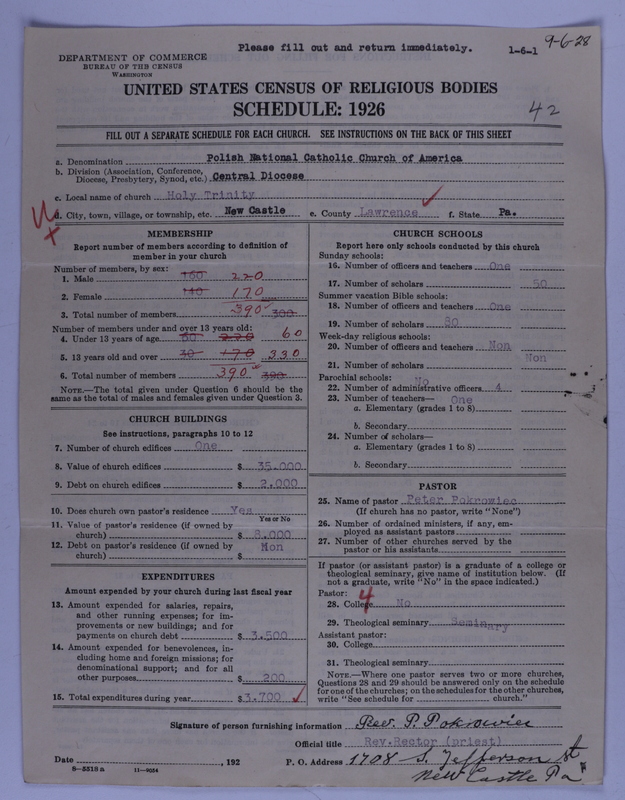 Please fill out and return immediately.
1-6-1
9-6-28
DEPARTMENT OF COMMERCE
BUREAU OF THE CENSUS
WASHINGTON
UNITED STATES CENSUS OF RELIGIOUS BODIES
SCHEDULE: 1926
42
FILL OUT A SEPARATE SCHEDULE FOR EACH CHURCH. SEE INSTRUCTIONS ON THE BACK OF THIS SHEET
a. Denomination Polish National Catholic Church of America
b. Division (Association, Conference,
Diocese, Presbytery, Synod, etc.) Central Diocese
c. Local name of church Holy Trinity
d. City, town, village, or township, etc. New Castle e. County Lawrence f. State Pa.
MEMBERSHIP
Report number of members according to definition of
member in your church
Number of members, by sex:
1. Male 160 220
2. Female 140 170
3. Total number of members 390 300
Number of members under and over 13 years old:
4. Under 13 years of age 60
5. 13 years old and over 170 330
6. Total number of members 390
NOTE.—The total given under Question 6 should be
same as the total of males and females given under Question 3.
CHURCH BUILDINGS
See instructions, paragraphs 10 to 12
7. Number of church edifices One
8. Value of church edifices $ 35.000
9. Debt on church edifices $ 2.000
10. Does church own pastor's residence Yes
Yes or No
11. Value of pastor's residence (if owned by
church) $ 8.000
12. Debt on pastor's residence (if owned by
church) $ Non
EXPENDITURES
Amount expended by your church during last fiscal year
13. Amount expended for salaries, repairs,
and other running expenses; for im-
provements or new buildings; and for
payments on church debt $ 3.500
14. Amount expended for benevolences, in-
cluding home and foreign missions; for
denominational support; and for all
other purposes $ 200
15. Total expenditures during year $ 3.700
CHURCH SCHOOLS
Report here only schools conducted by this church
Sunday schools:
16. Number of officers and teachers One
17. Number of scholars 50
Summer vacation Bible schools:
18. Number of officers and teachers One
19. Number of scholars 50
Week-day religious schools:
20. Number of officers and teachers Non
21. Number of scholars Non
Parochial schools: No
22. Number of administrative officers 4
23. Number of teachers— One
a. Elementary (grades 1 to 8)
b. Secondary
24. Number of scholars—
a. Elementary (grades 1 to 8)
b. Secondary
PASTOR
25. Name of pastor Peter Pokrowiec
(If church has no pastor, write "None")
26. Number of ordained ministers, if any, em-
ployed as assistant pastors
27. Number of other churches served by the
pastor or his assistants
If pastor (or assistant pastor) is a graduate of a college or
theological seminary, give name of institution below. (If
not a graduate, write "No" in the space indicated.)
Pastor: 4
28. College No
29. Theological seminary Seminary
Assistant pastor:
30. College
31. Theological seminary
NOTE.—Where one pastor serves two or more churches,
Questions 28 and 29 should be answered only on the schedule
for one of the churches; on the schedules for the other churches,
write "See schedule for church."
Signature of person furnishing information Rev. P. Pokrowiec
Official title Rev.Rector (priest)
Date , 192 P. O. Address 1708 S. Jefferson st
8—5518a 11—9054
New Castle Pa